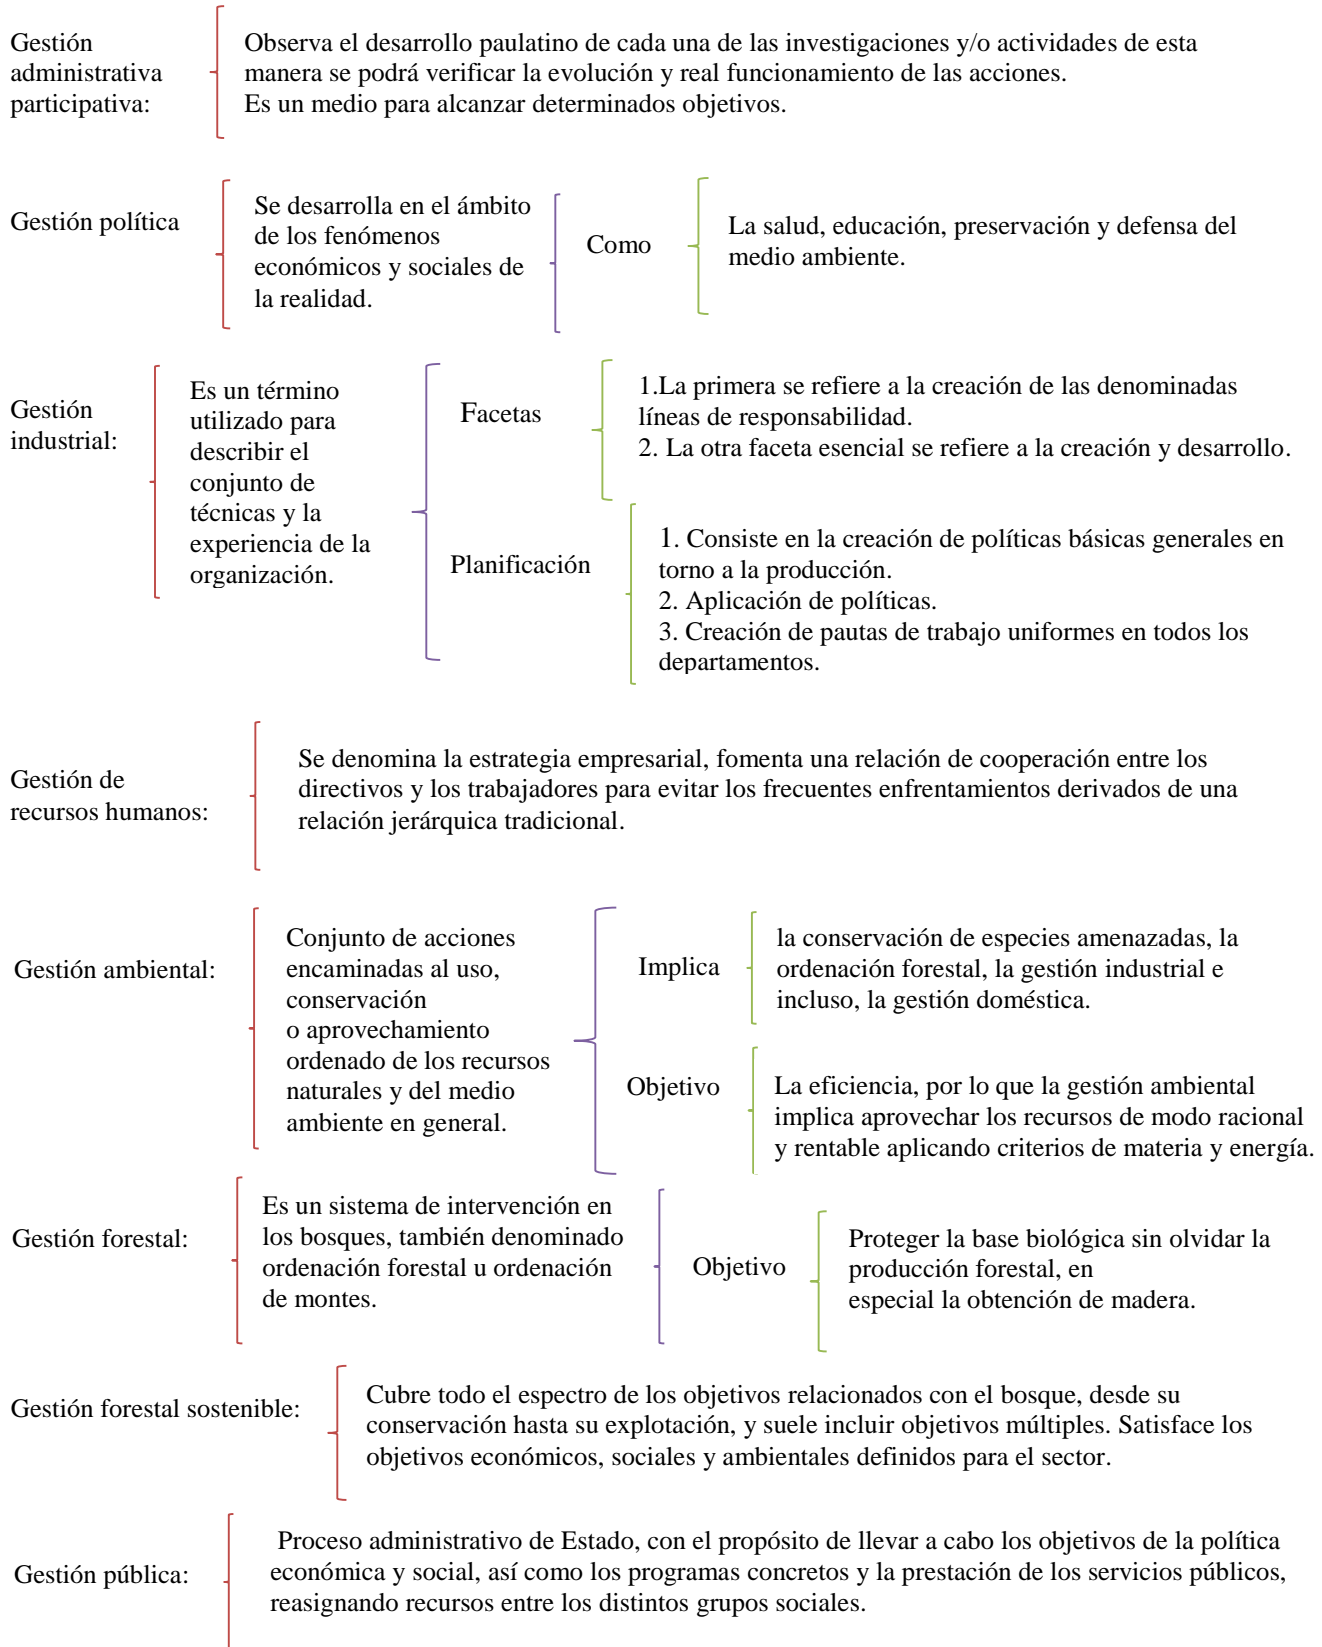 Gestión
administrativa
participativa:
Observa el desarrollo paulatino de cada una de las investigaciones y/o actividades de esta
manera se podrá verificar la evolución y real funcionamiento de las acciones.
Es un medio para alcanzar determinados objetivos.
Gestión política
Se desarrolla en el ámbito
de los fenómenos
económicos y sociales de
la realidad.
Como
La salud, educación, preservación y defensa del
medio ambiente.
Gestión
industrial:
Es un término
utilizado para
describir el
conjunto de
técnicas y la
experiencia de la
organización.
Facetas
1.La primera se refiere a la creación de las denominadas
líneas de responsabilidad.
2. La otra faceta esencial se refiere a la creación y desarrollo.
Planificación
1. Consiste en la creación de políticas básicas generales en
torno a la producción.
2. Aplicación de políticas.
3. Creación de pautas de trabajo uniformes en todos los
departamentos.
Gestión de
recursos humanos:
Se denomina la estrategia empresarial, fomenta una relación de cooperación entre los
directivos y los trabajadores para evitar los frecuentes enfrentamientos derivados de una
relación jerárquica tradicional.
Gestión ambiental:
Conjunto de acciones
encaminadas al uso,
conservación
o aprovechamiento
ordenado de los recursos
naturales y del medio
ambiente en general.
Implica
la conservación de especies amenazadas, la
ordenación forestal, la gestión industrial e
incluso, la gestión doméstica.
Objetivo
La eficiencia, por lo que la gestión ambiental
implica aprovechar los recursos de modo racional
y rentable aplicando criterios de materia y energía.
Gestión forestal:
Es un sistema de intervención en
los bosques, también denominado
ordenación forestal u ordenación
de montes.
Objetivo
Proteger la base biológica sin olvidar la
producción forestal, en
especial la obtención de madera.
Gestión forestal sostenible:
Cubre todo el espectro de los objetivos relacionados con el bosque, desde su
conservación hasta su explotación, y suele incluir objetivos múltiples. Satisface los
objetivos económicos, sociales y ambientales definidos para el sector.
Gestión pública:
Proceso administrativo de Estado, con el propósito de llevar a cabo los objetivos de la política
económica y social, así como los programas concretos y la prestación de los servicios públicos,
reasignando recursos entre los distintos grupos sociales.